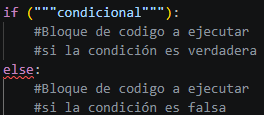 if ("""condicional"""):
    #Bloque de codigo a ejecutar
    #si la condición es verdadera
else:
    #Bloque de codigo a ejecutar
    #si la condición es falsa